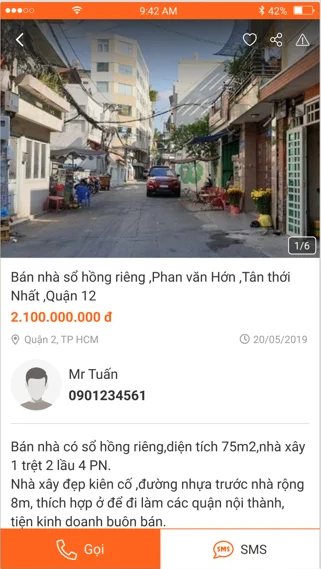 9:42 AM
42%
1/6
Bán nhà sổ hồng riêng ,Phan văn Hớn ,Tân thới
Nhất ,Quận 12
2.100.000.000 đ
Quận 2, TP HCM
20/05/2019
Mr Tuấn
0901234561
Bán nhà có sổ hồng riêng,diện tích 75m2,nhà xây
1 trệt 2 lầu 4 PN.
Nhà xây đẹp kiên cố ,đường nhựa trước nhà rộng
8m, thích hợp ở để đi làm các quận nội thành,
tiện kinh doanh buôn bán.
Gọi
SMS SMS